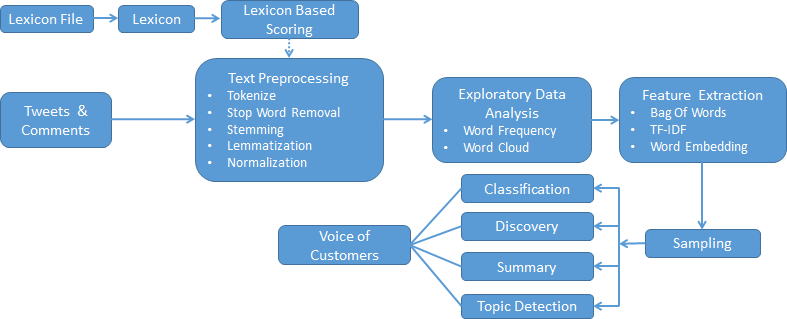 Lexicon File
Lexicon
Lexicon Based
Scoring
Tweets &
Comments
Text Preprocessing
• Tokenize
• Stop Word Removal
• Stemming
• Lemmatization
• Normalization
Exploratory Data
Analysis
• Word Frequency
• Word Cloud
Feature Extraction
• Bag Of Words
• TF-IDF
• Word Embedding
Sampling
Classification
Discovery
Summary
Topic Detection
Voice of
Customers